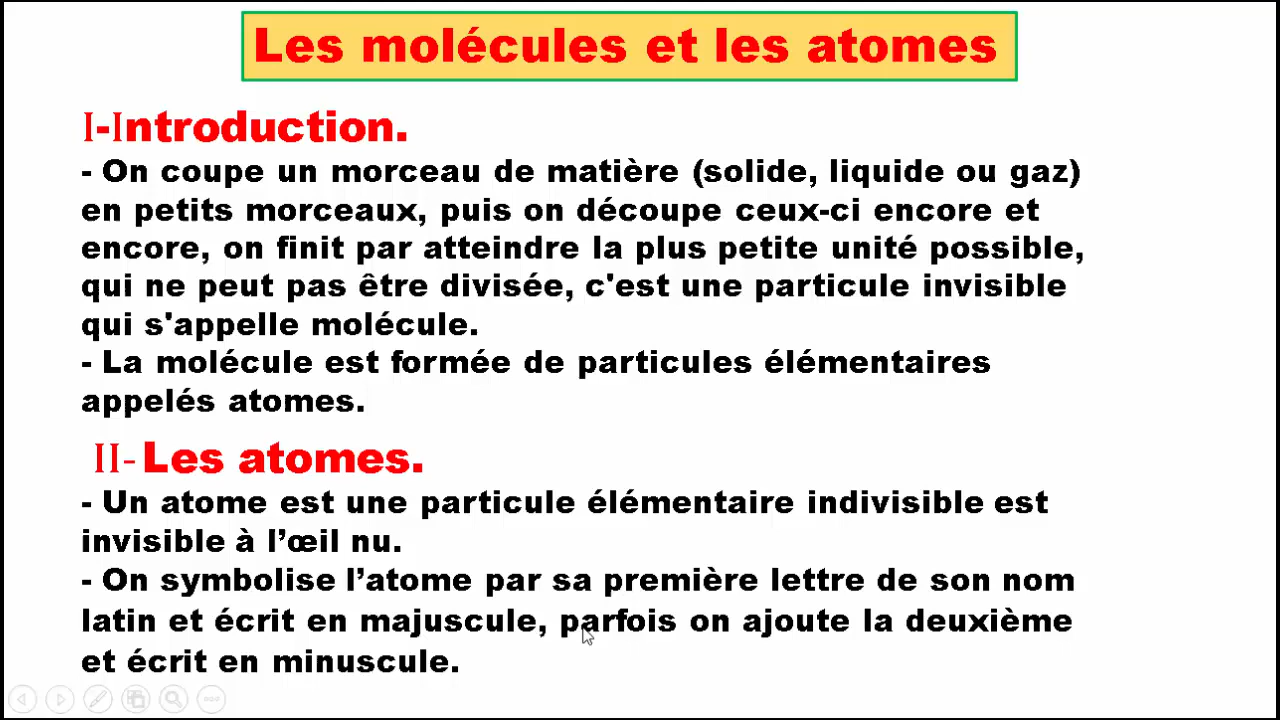 Les molécules et les atomes
I-Introduction.
- On coupe un morceau de matière (solide, liquide ou gaz)
en petits morceaux, puis on découpe ceux-ci encore et
encore, on finit par atteindre la plus petite unité possible,
qui ne peut pas être divisée, c'est une particule invisible
qui s'appelle molécule.
- La molécule est formée de particules élémentaires
appelés atomes.
II- Les atomes.
- Un atome est une particule élémentaire indivisible est
invisible à l’œil nu.
- On symbolise l’atome par sa première lettre de son nom
latin et écrit en majuscule, parfois on ajoute la deuxième
et écrit en minuscule.